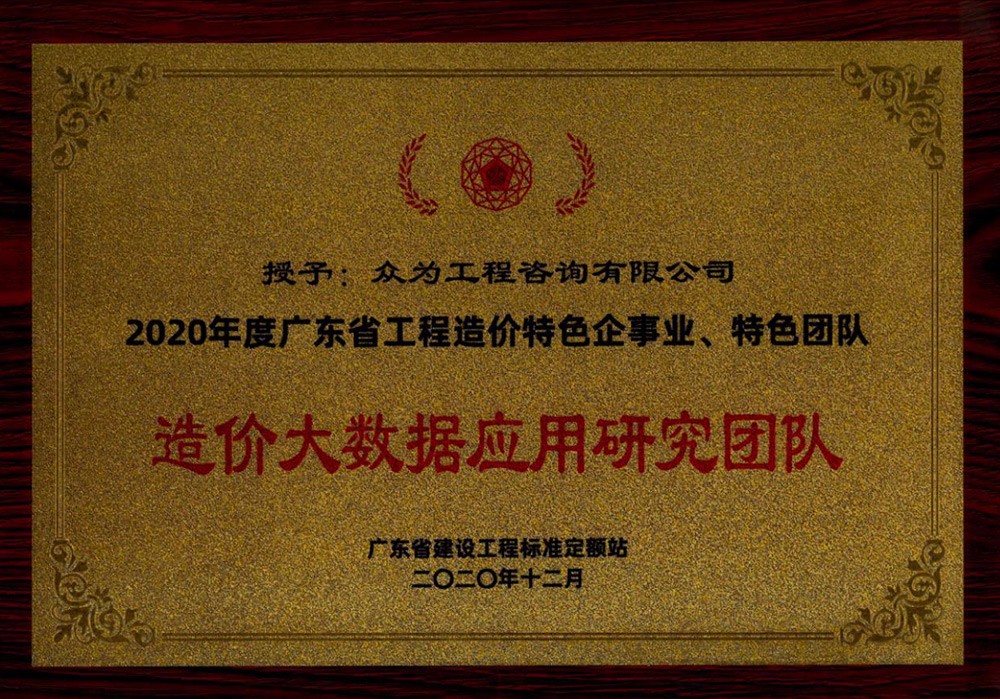 授予：众为工程咨询有限公司
2020年度广东省工程造价特色企事业、特色团队
造价大数据应用研究团队
广东省建设工程标准定额站
二〇二〇年十二月